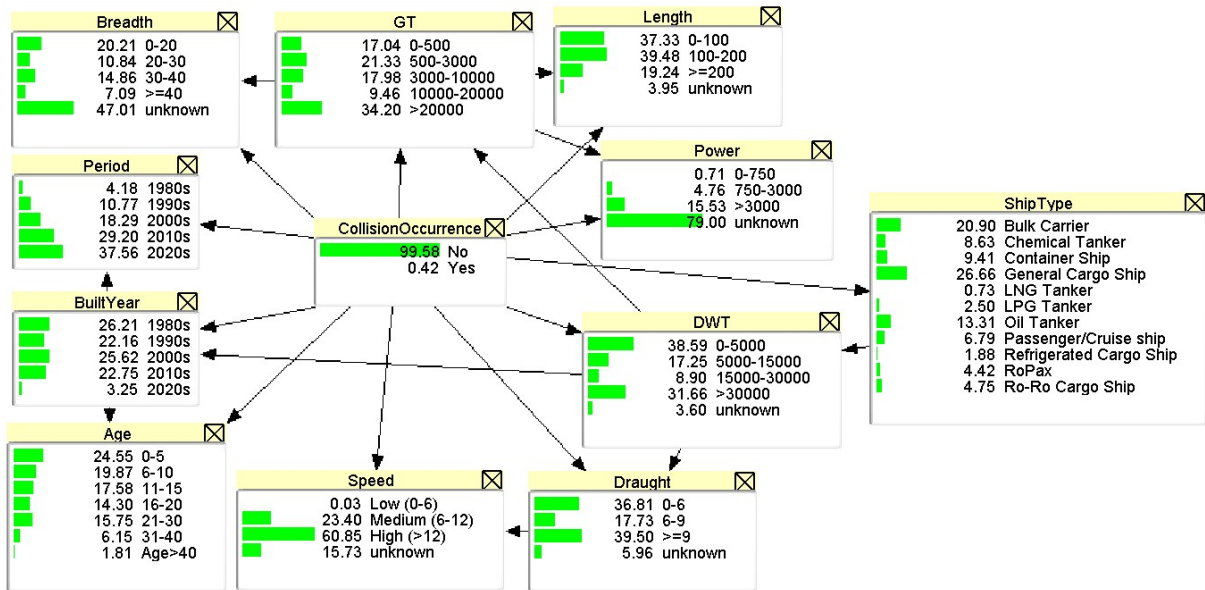 Breadth
20.21 0-20
10.84 20-30
14.86 30-40
7.09 >=40
47.01 unknown
GT
17.04 0-500
21.33 500-3000
17.98 3000-10000
9.46 10000-20000
34.20 >20000
Length
37.33 0-100
39.48 100-200
19.24 >=200
3.95 unknown
Period
4.18 1980s
10.77 1990s
18.29 2000s
29.20 2010s
37.56 2020s
Power
0.71 0-750
4.76 750-3000
15.53 >3000
79.00 unknown
CollisionOccurrence
99.58 No
0.42 Yes
ShipType
20.90 Bulk Carrier
8.63 Chemical Tanker
9.41 Container Ship
26.66 General Cargo Ship
0.73 LNG Tanker
2.50 LPG Tanker
13.31 Oil Tanker
6.79 Passenger/Cruise ship
1.88 Refrigerated Cargo Ship
4.42 RoPax
4.75 Ro-Ro Cargo Ship
BuiltYear
26.21 1980s
22.16 1990s
25.62 2000s
22.75 2010s
3.25 2020s
DWT
38.59 0-5000
17.25 5000-15000
8.90 15000-30000
31.66 >30000
3.60 unknown
Age
24.55 0-5
19.87 6-10
17.58 11-15
14.30 16-20
15.75 21-30
6.15 31-40
1.81 Age>40
Speed
0.03 Low (0-6)
23.40 Medium (6-12)
60.85 High (>12)
15.73 unknown
Draught
36.81 0-6
17.73 6-9
39.50 >=9
5.96 unknown